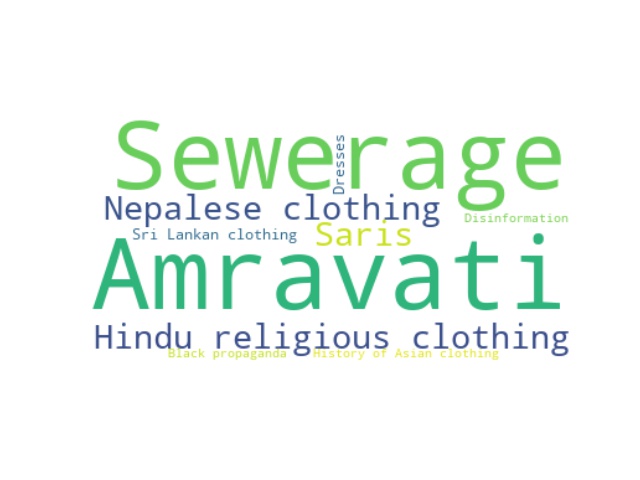 Sewerage
Dresses
Nepalese clothing
Disinformation
Sri Lankan clothing
Saris
Amravati
Hindu religious clothing
Black propaganda
History of Asian clothing